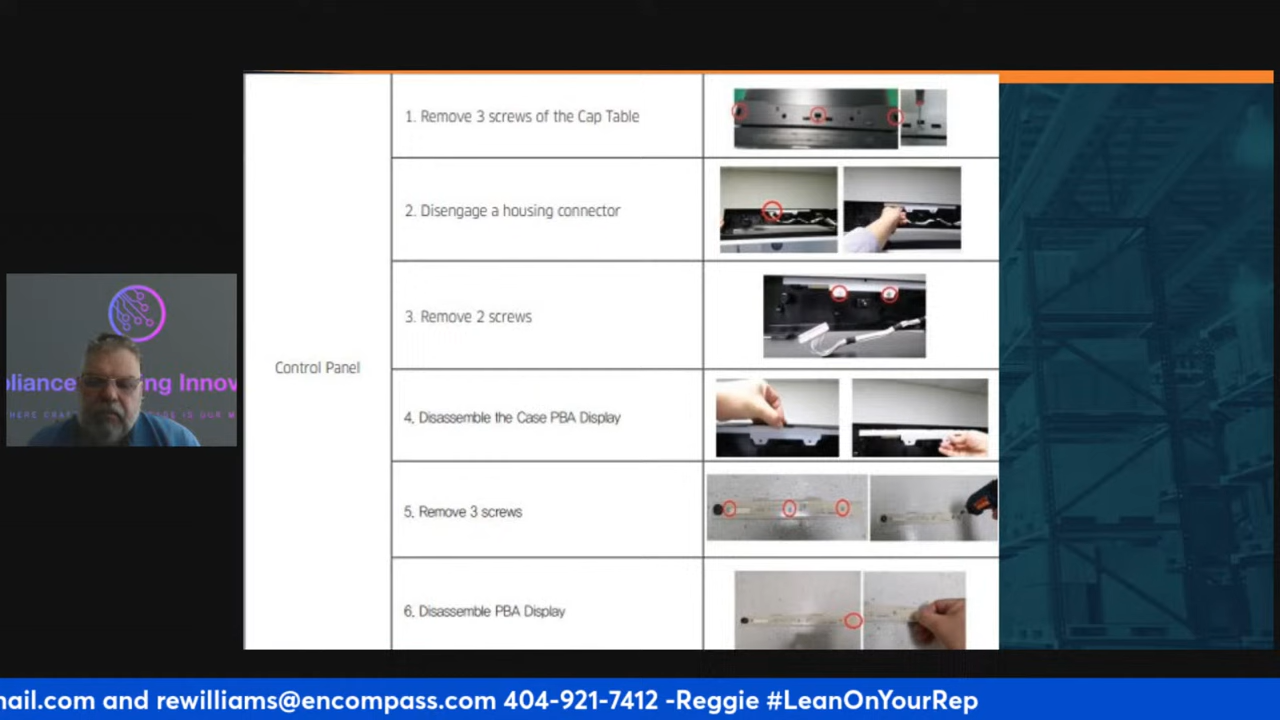 Control Panel
1. Remove 3 screws of the Cap Table
2. Disengage a housing connector
3. Remove 2 screws
4. Disassemble the Case PBA Display
5. Remove 3 screws
6. Disassemble PBA Display
pliance ng Innov
nail.com and rewilliams@encompass.com 404-921-7412 -Reggie #LeanOnYourRep